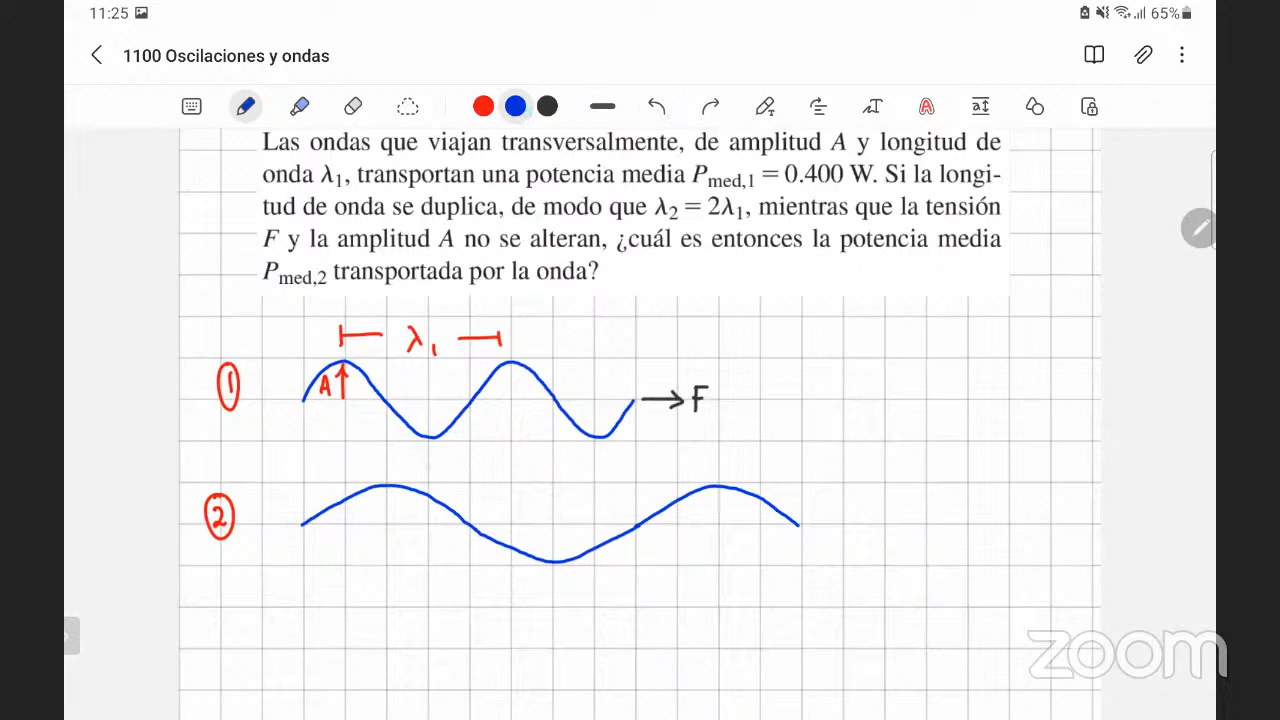 11:25
65%
1100 Oscilaciones y ondas
Las ondas que viajan transversalmente, de amplitud A y longitud de
onda λ₁, transportan una potencia media Pmed,1 = 0.400 W. Si la longi-
tud de onda se duplica, de modo que λ₂ = 2λ₁, mientras que la tensión
F y la amplitud A no se alteran, ¿cuál es entonces la potencia media
Pmed,2 transportada por la onda?
λ₁
① A F
②
zoom